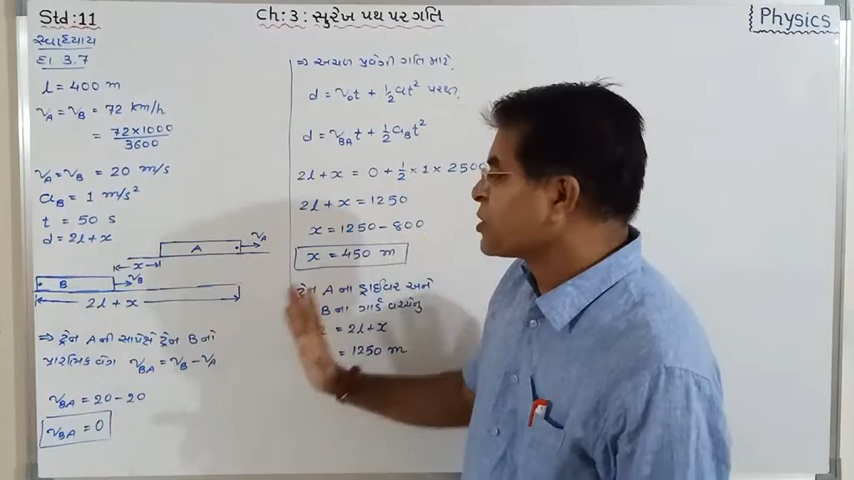 Std:11
Ch:3: સુરેખ પથ પર ગતિ
Physics
સ્વાધ્યાય
દા 3.7
l = 400 m
v_A = v_B = 72 km/h
= 72×1000 / 3600
v_A = v_B = 20 m/s
a_B = 1 m/s²
t = 50 s
d = 2l+x
A
v_A
x
B
v_B
2l + x
⇒ ટ્રેન A ની સાપેક્ષે ટ્રેન B નો
પ્રારંભિક વેગ v_BA = v_B - v_A
v_BA = 20 - 20
v_BA = 0
⇒ અચળ પ્રવેગી ગતિ માટે
d = v₀t + ½at² પરથી
d = v_BA t + ½ a_B t²
2l+x = 0 + ½ × 1 × 2500
2l + x = 1250
x = 1250 - 800
x = 450 m
ટ્રેન A ના ડ્રાઈવર અને
B ના ગાર્ડ વચ્ચેનું
= 2l+x
= 1250 m